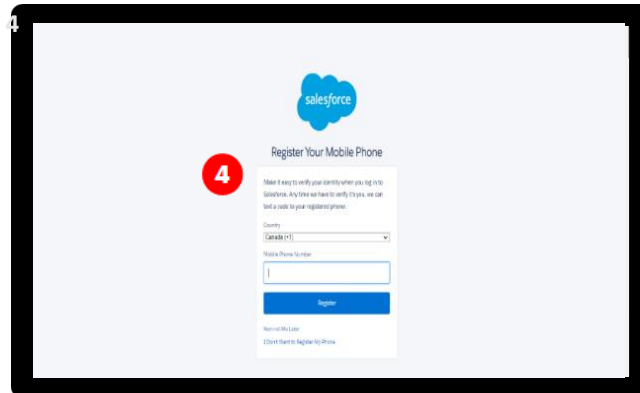 4
salesforce
Register Your Mobile Phone
4
Make it easy to verify your identity when you log in to
Salesforce. Any time we have to verify it's you, we can
text a code to your registered phone.
Country
Canada (+1)
Mobile Phone Number
Register
Remind Me Later
I Don't Want to Register My Phone